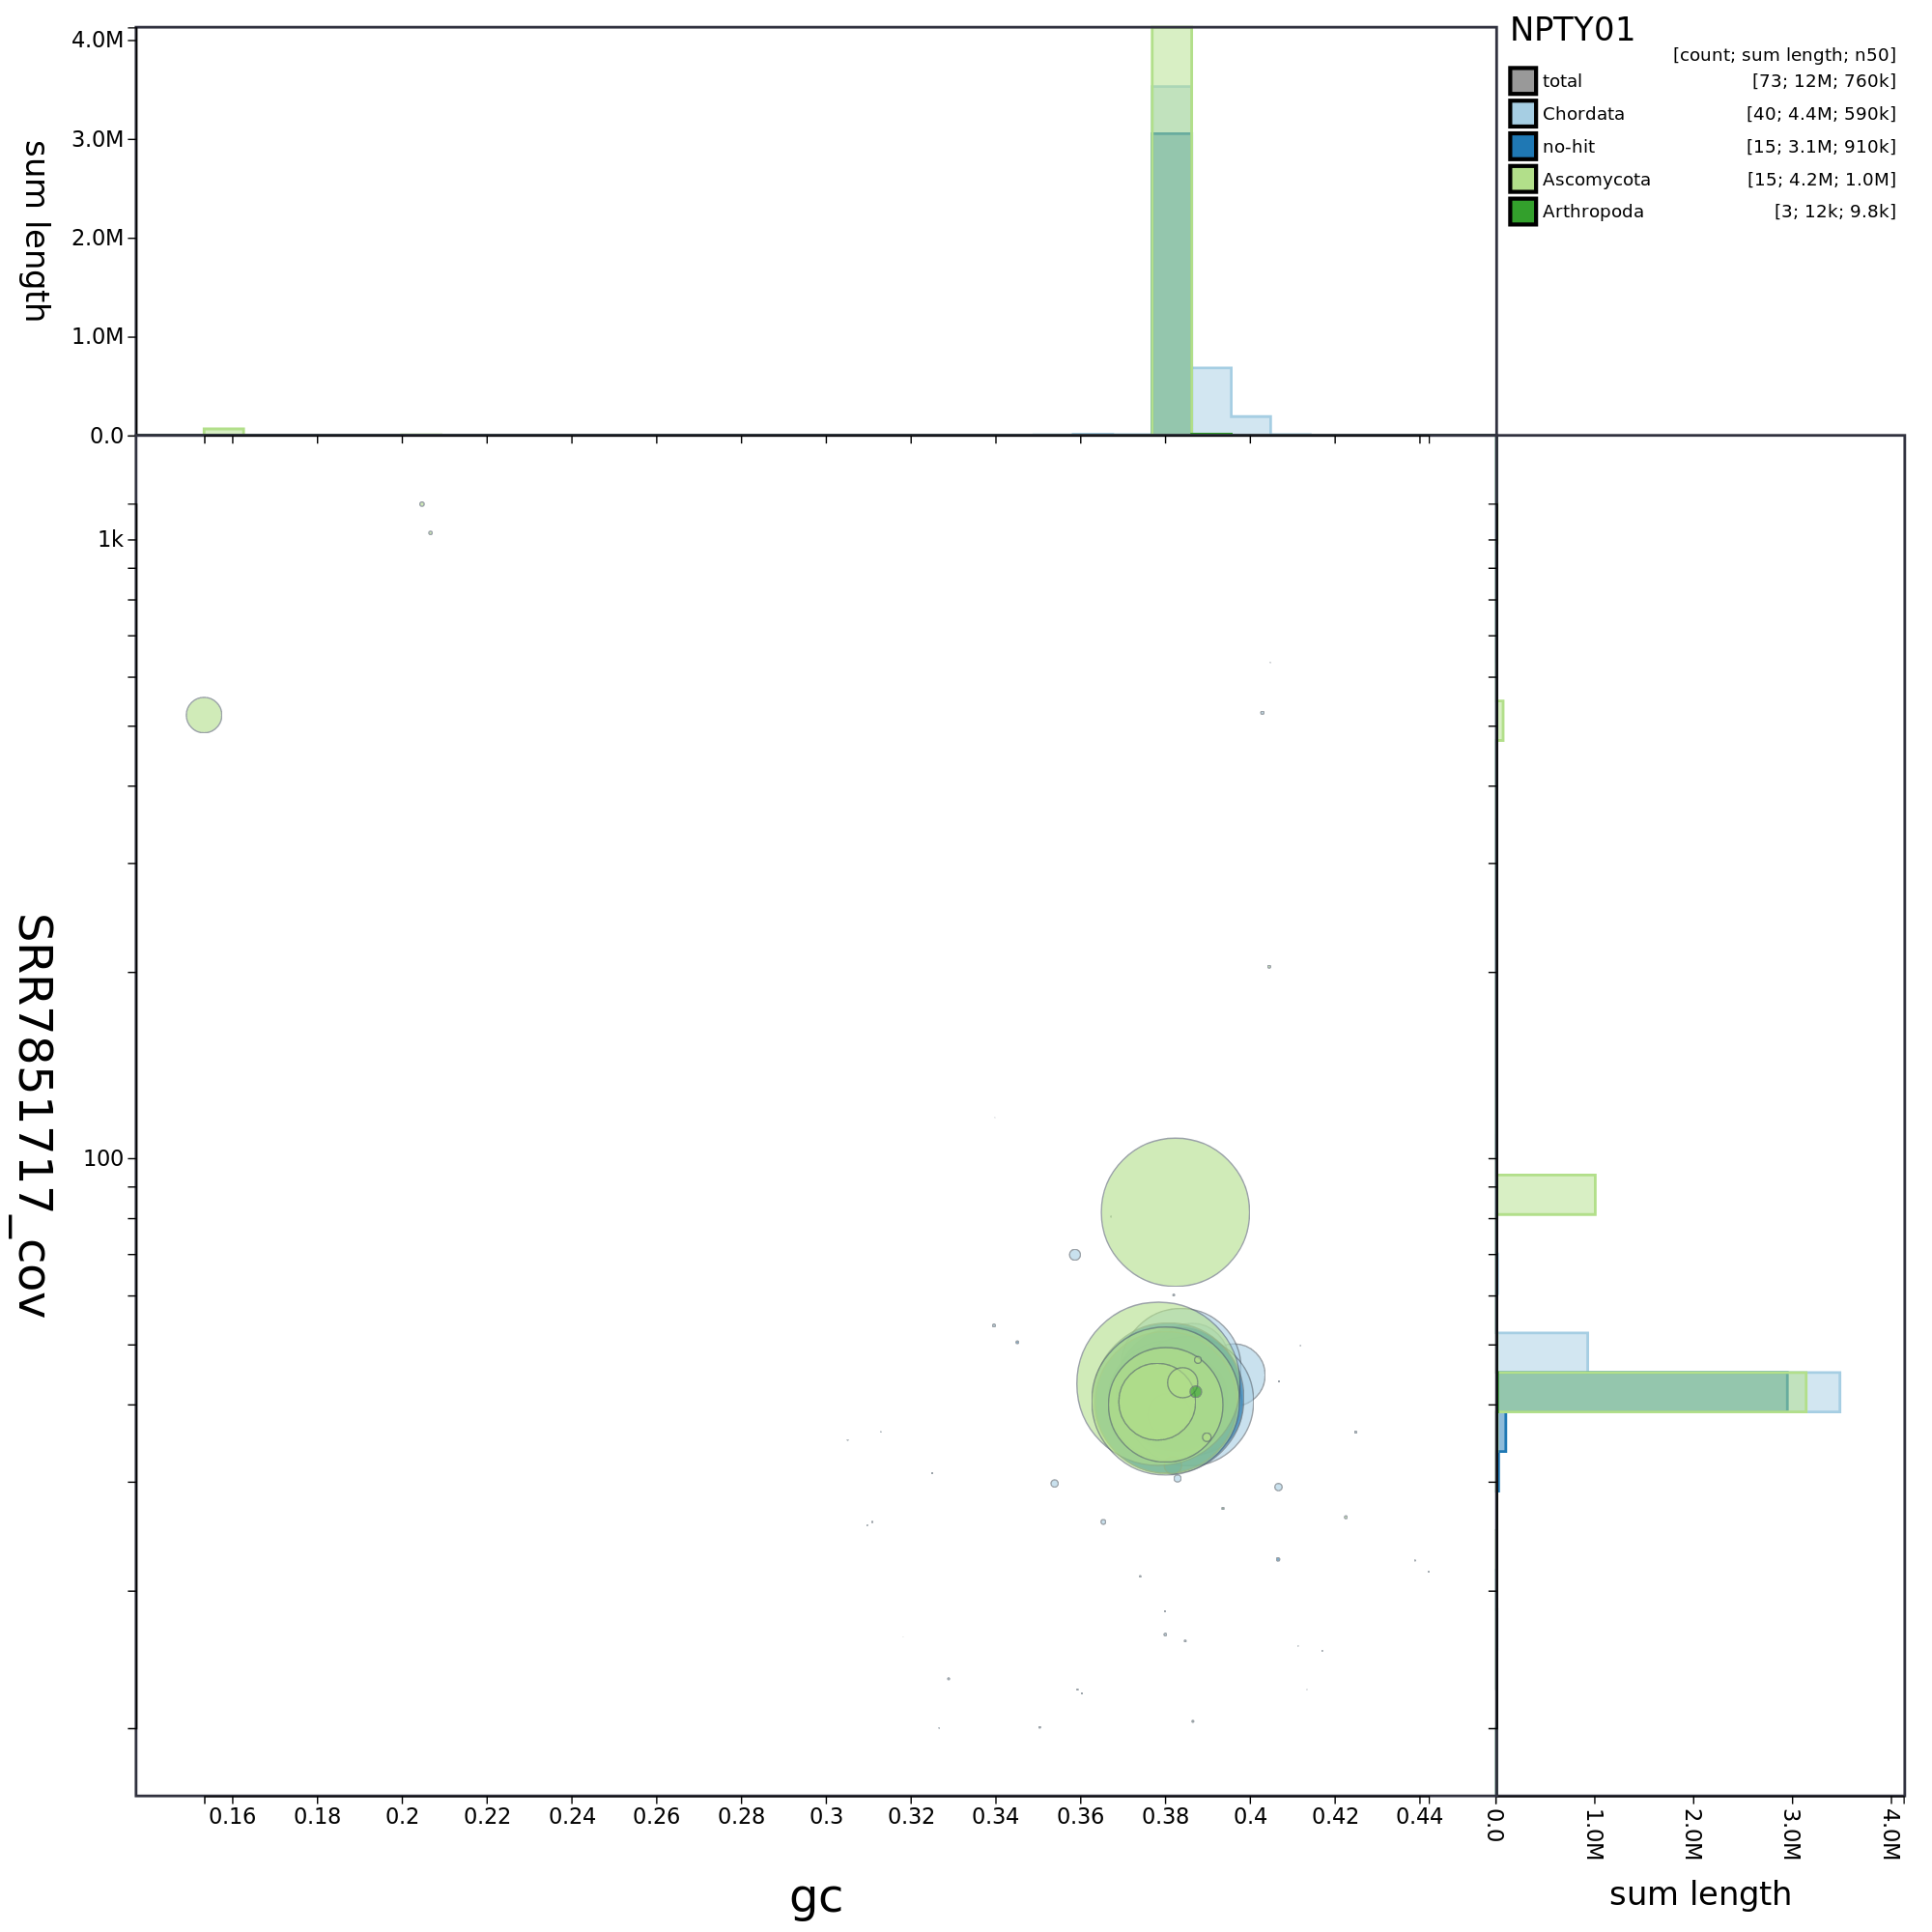 NPTY01
[count; sum length; n50]
total [73; 12M; 760k]
Chordata [40; 4.4M; 590k]
no-hit [15; 3.1M; 910k]
Ascomycota [15; 4.2M; 1.0M]
Arthropoda [3; 12k; 9.8k]
sum length
4.0M
3.0M
2.0M
1.0M
0.0
SRR7851717_cov
1k
100
0.16 0.18 0.2 0.22 0.24 0.26 0.28 0.3 0.32 0.34 0.36 0.38 0.4 0.42 0.44
gc
0.0 1.0M 2.0M 3.0M 4.0M
sum length